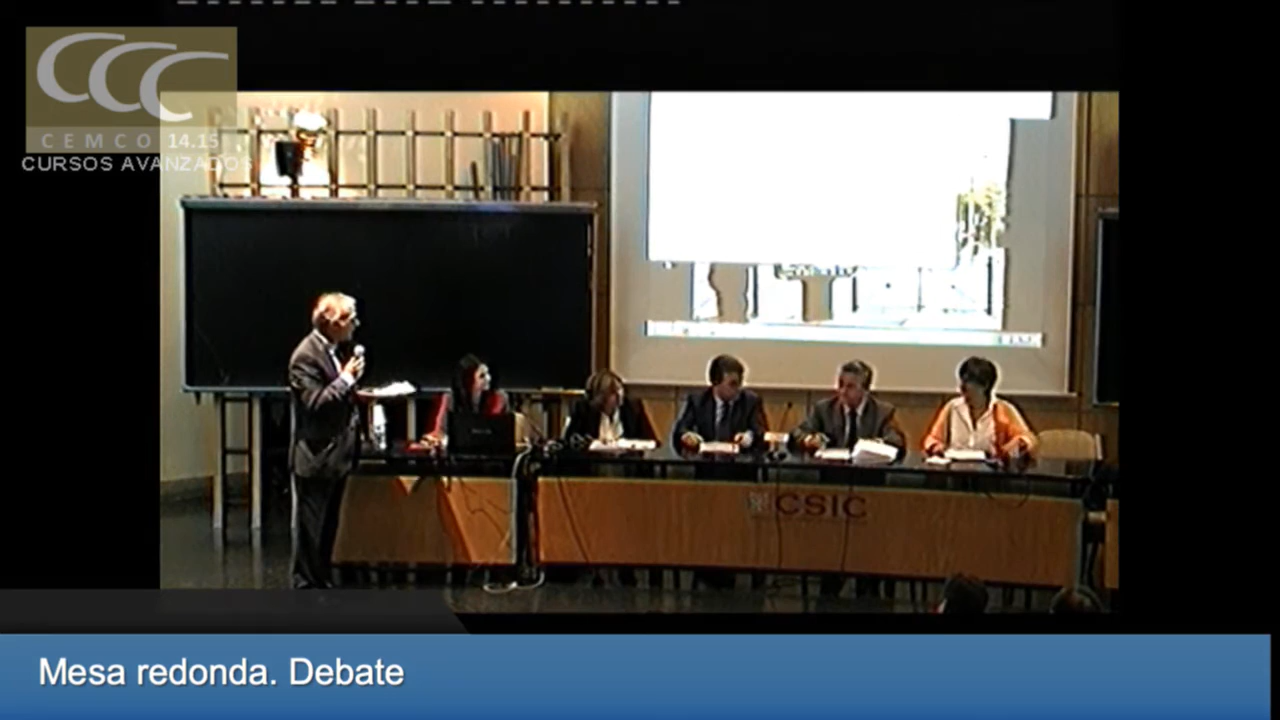 CCC
CEMCO 14.15
CURSOS AVANZADOS
CSIC
Mesa redonda. Debate